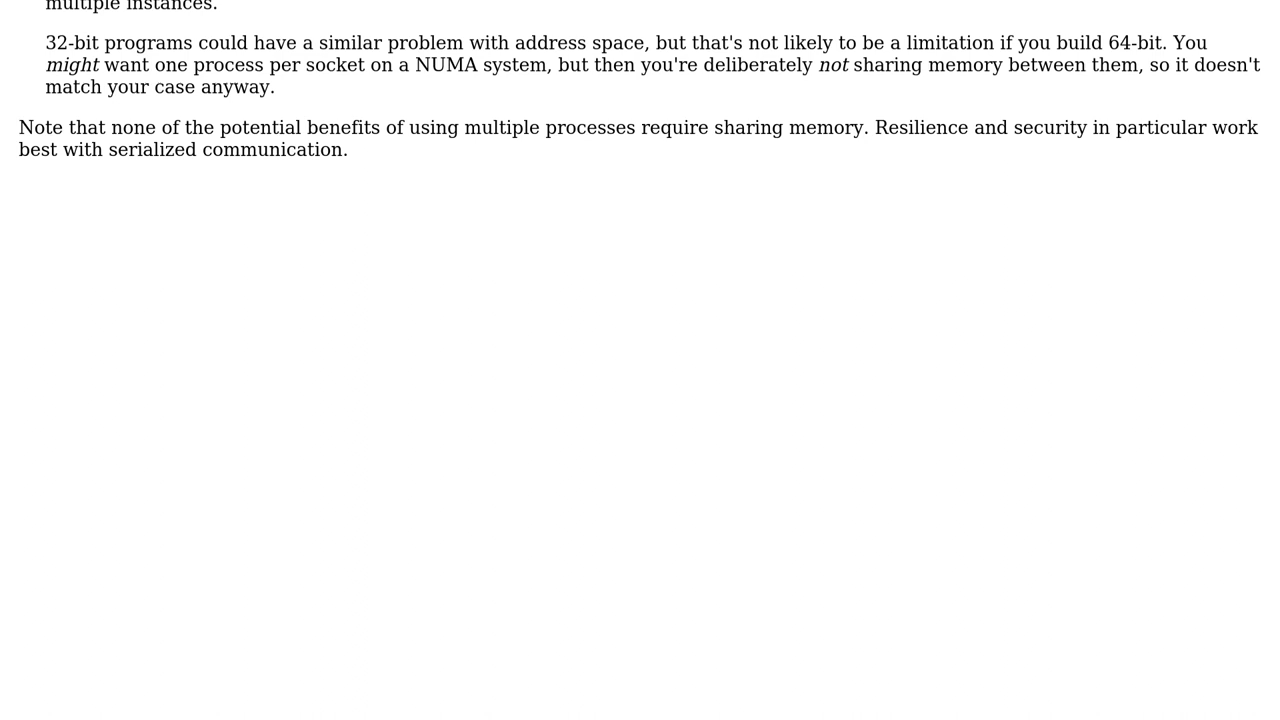 multiple instances.
32-bit programs could have a similar problem with address space, but that's not likely to be a limitation if you build 64-bit. You
might want one process per socket on a NUMA system, but then you're deliberately not sharing memory between them, so it doesn't
match your case anyway.
Note that none of the potential benefits of using multiple processes require sharing memory. Resilience and security in particular work
best with serialized communication.